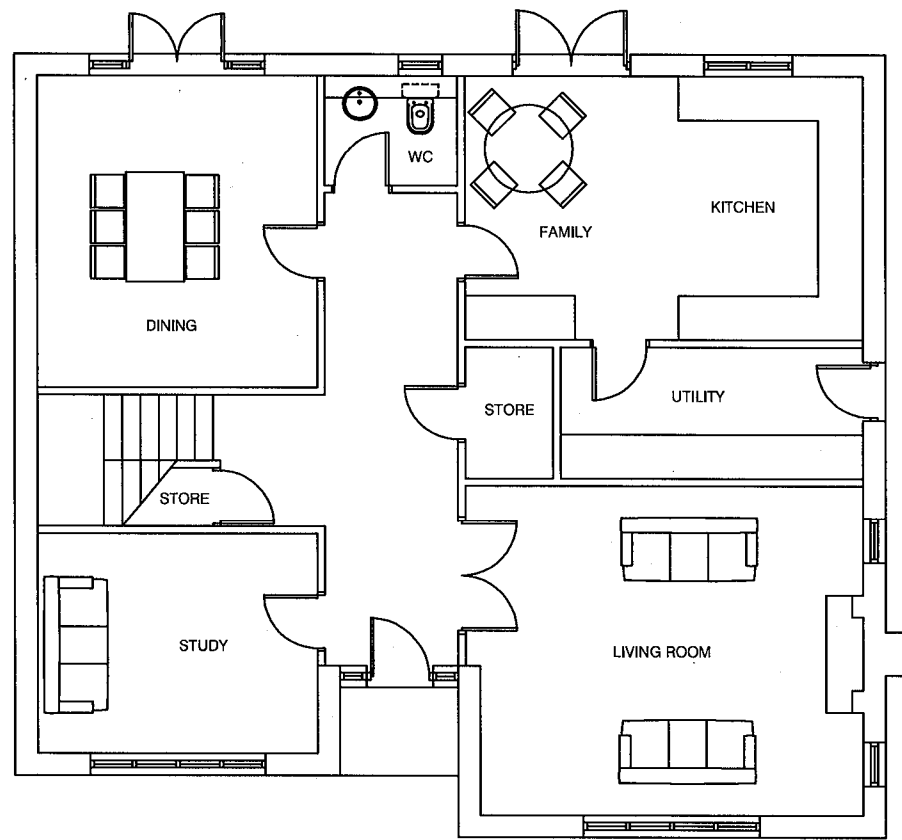 WC
KITCHEN
FAMILY
DINING
UTILITY
STORE
STORE
STUDY
LIVING ROOM